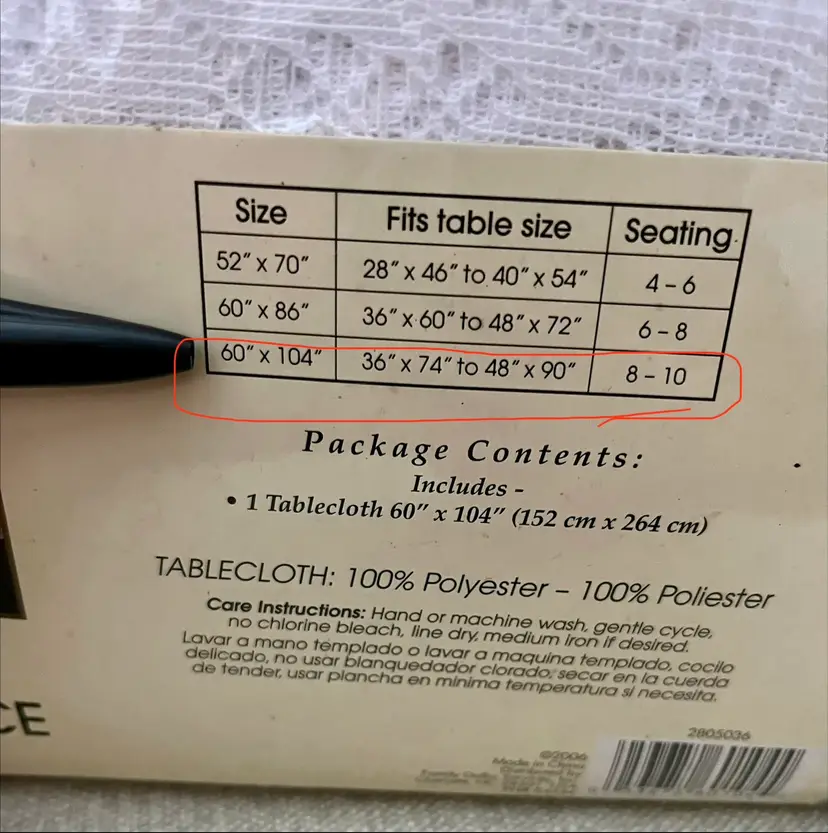 Size Fits table size Seating
52" x 70" 28" x 46" to 40" x 54" 4 - 6
60" x 86" 36" x 60" to 48" x 72" 6 - 8
60" x 104" 36" x 74" to 48" x 90" 8 - 10
Package Contents:
Includes -
• 1 Tablecloth 60" x 104" (152 cm x 264 cm)
TABLECLOTH: 100% Polyester – 100% Poliester
Care Instructions: Hand or machine wash, gentle cycle,
no chlorine bleach, line dry, medium iron if desired.
Lavar a mano templado o lavar a maquina templado, cocilo
delicado, no usar blanquedador clorado, secar en la cuerda
de tender, usar plancha en minima temperatura si necesita.
CE
2805036
©2006
Made in China
Distributed by